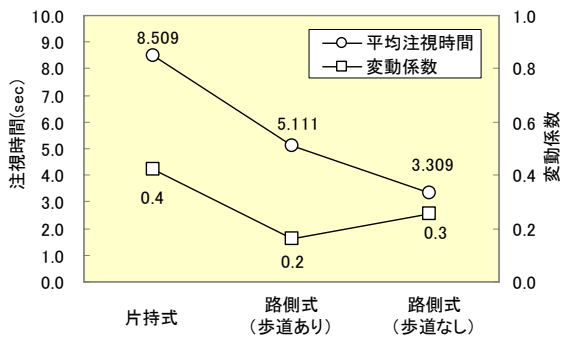 10.0
9.0
8.0
7.0
6.0
5.0
4.0
3.0
2.0
1.0
0.0
注視時間(sec)
8.509
5.111
3.309
0.4
0.2
0.3
平均注視時間
変動係数
1.0
0.8
0.6
0.4
0.2
0.0
変動係数
片持式
路側式
（歩道あり）
路側式
（歩道なし）